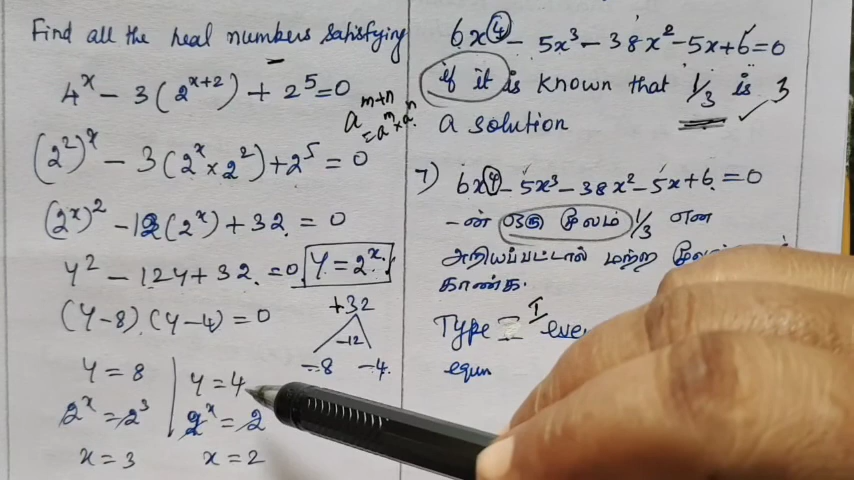 Find all the real numbers satisfying
4^x - 3(2^{x+2}) + 2^5 = 0
a^{m+n} = a^m × a^n
(2^2)^x - 3(2^x × 2^2) + 2^5 = 0
(2^x)^2 - 12(2^x) + 32 = 0
y^2 - 12y + 32 = 0 y = 2^x
(y-8) (y-4) = 0
+32
-12
-8 -4
y = 8 y = 4
2^x = 2^3 2^x = 2
x = 3 x = 2
6x^4 - 5x^3 - 38x^2 - 5x + 6 = 0
if it is known that 1/3 is 3
a solution
7) 6x^4 - 5x^3 - 38x^2 - 5x + 6 = 0
-ன் ஒரு மூலம் 1/3 என
அறியப்பட்டால் மற்ற
காண்க.
Type I
equn